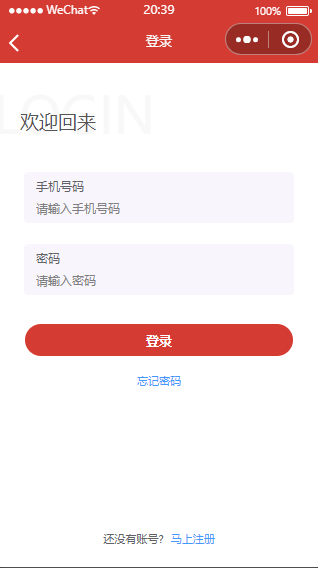 WeChat 20:39 100%
登录
LOGIN
欢迎回来
手机号码
请输入手机号码
密码
请输入密码
登录
忘记密码
还没有账号？ 马上注册